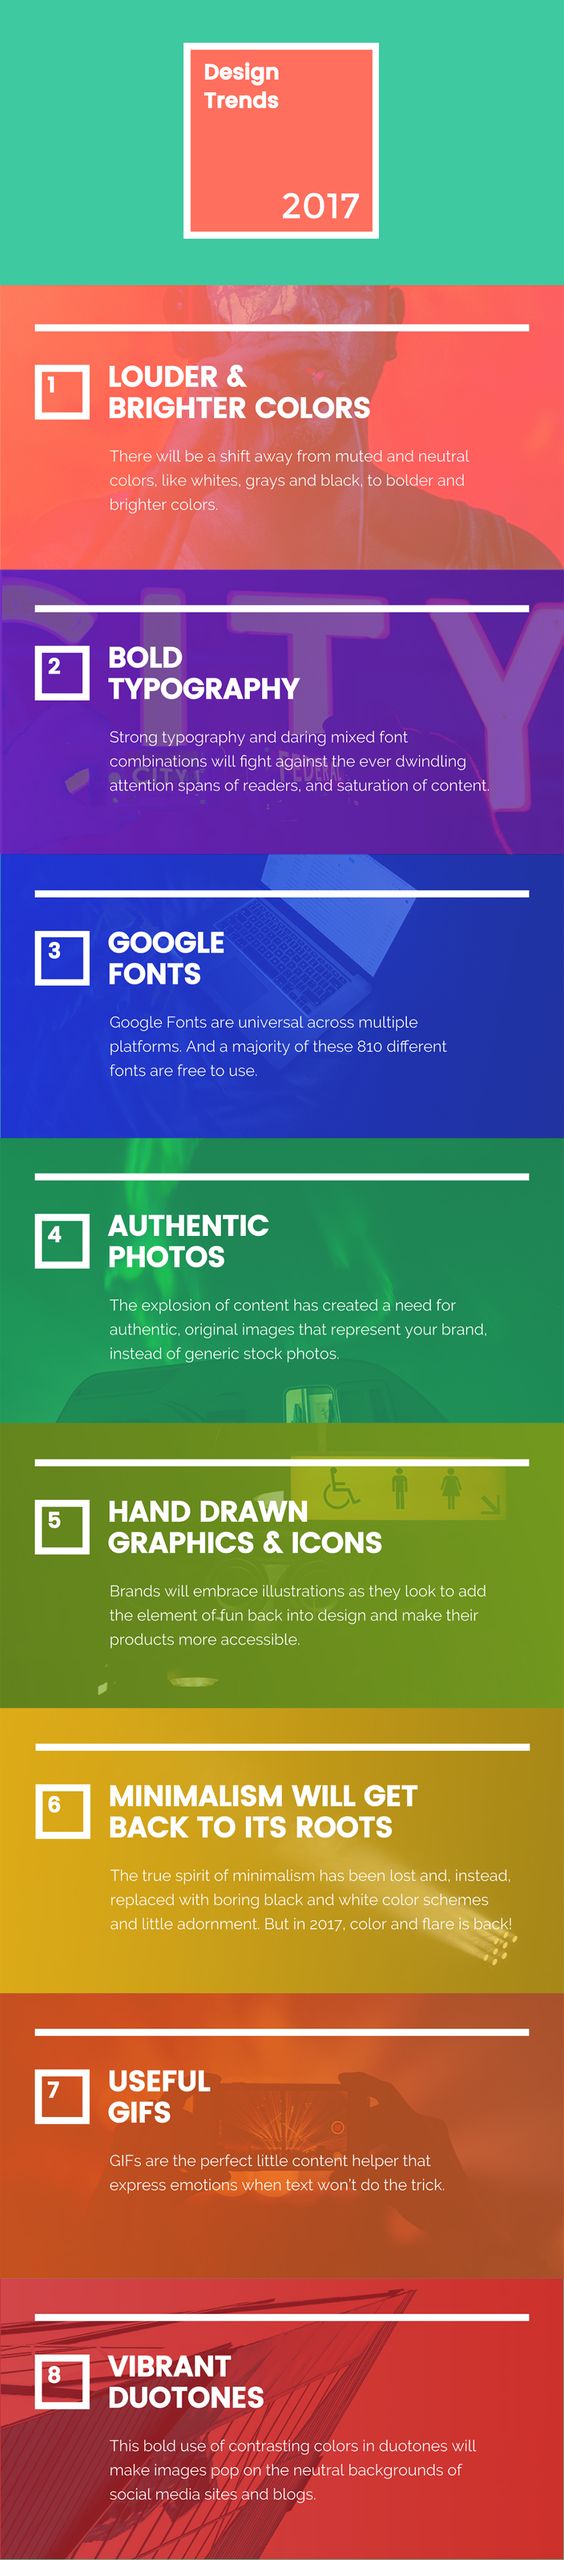 Design
Trends
2017
1
LOUDER &
BRIGHTER COLORS
There will be a shift away from muted and neutral
colors, like whites, grays and black, to bolder and
brighter colors.
CITY
2
BOLD
TYPOGRAPHY
Strong typography and daring mixed font
combinations will fight against the ever dwindling
attention spans of readers, and saturation of content.
CITY
FEDERAL
3
GOOGLE
FONTS
Google Fonts are universal across multiple
platforms. And a majority of these 810 different
fonts are free to use.
4
AUTHENTIC
PHOTOS
The explosion of content has created a need for
authentic, original images that represent your brand,
instead of generic stock photos.
5
HAND DRAWN
GRAPHICS & ICONS
Brands will embrace illustrations as they look to add
the element of fun back into design and make their
products more accessible.
6
MINIMALISM WILL GET
BACK TO ITS ROOTS
The true spirit of minimalism has been lost and, instead,
replaced with boring black and white color schemes
and little adornment. But in 2017, color and flare is back!
7
USEFUL
GIFS
GIFs are the perfect little content helper that
express emotions when text won't do the trick.
8
VIBRANT
DUOTONES
This bold use of contrasting colors in duotones will
make images pop on the neutral backgrounds of
social media sites and blogs.